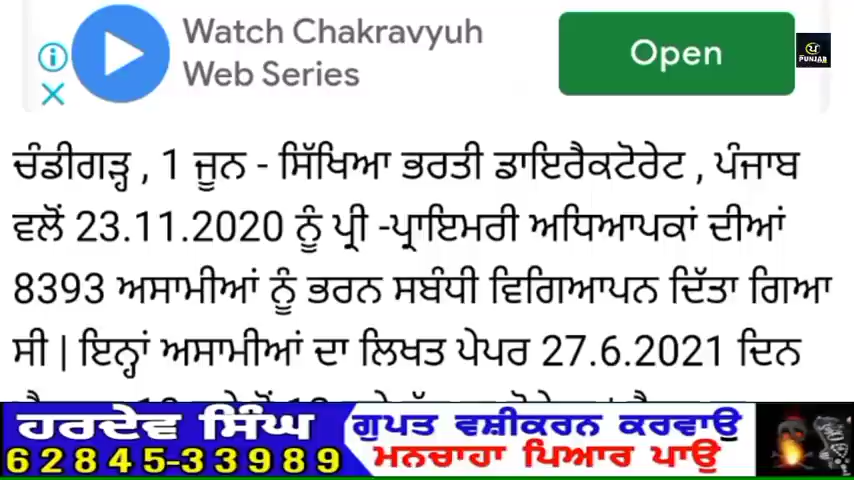 Watch Chakravyuh
Web Series
Open
PUNJAB
ਚੰਡੀਗੜ੍ਹ , 1 ਜੂਨ - ਸਿੱਖਿਆ ਭਰਤੀ ਡਾਇਰੈਕਟੋਰੇਟ , ਪੰਜਾਬ
ਵਲੋਂ 23.11.2020 ਨੂੰ ਪ੍ਰੀ -ਪ੍ਰਾਇਮਰੀ ਅਧਿਆਪਕਾਂ ਦੀਆਂ
8393 ਅਸਾਮੀਆਂ ਨੂੰ ਭਰਨ ਸਬੰਧੀ ਵਿਗਿਆਪਨ ਦਿੱਤਾ ਗਿਆ
ਸੀ | ਇਨ੍ਹਾਂ ਅਸਾਮੀਆਂ ਦਾ ਲਿਖਤ ਪੇਪਰ 27.6.2021 ਦਿਨ
ਹਰਦੇਵ ਸਿੰਘ
62845-33989
ਗੁਪਤ ਵਸ਼ੀਕਰਨ ਕਰਵਾਉ
ਮਨਚਾਹਾ ਪਿਆਰ ਪਾਉ